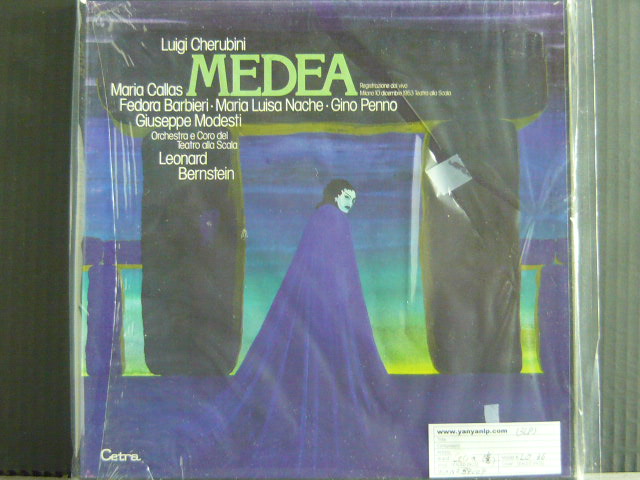 Luigi Cherubini
MEDEA
Registrazione dal vivo
Milano 10 dicembre 1953 Teatro alla Scala
Maria Callas
Fedora Barbieri · Maria Luisa Nache · Gino Penno
Giuseppe Modesti
Orchestra e Coro del
Teatro alla Scala
Leonard
Bernstein
Cetra
www.yanyanlp.com